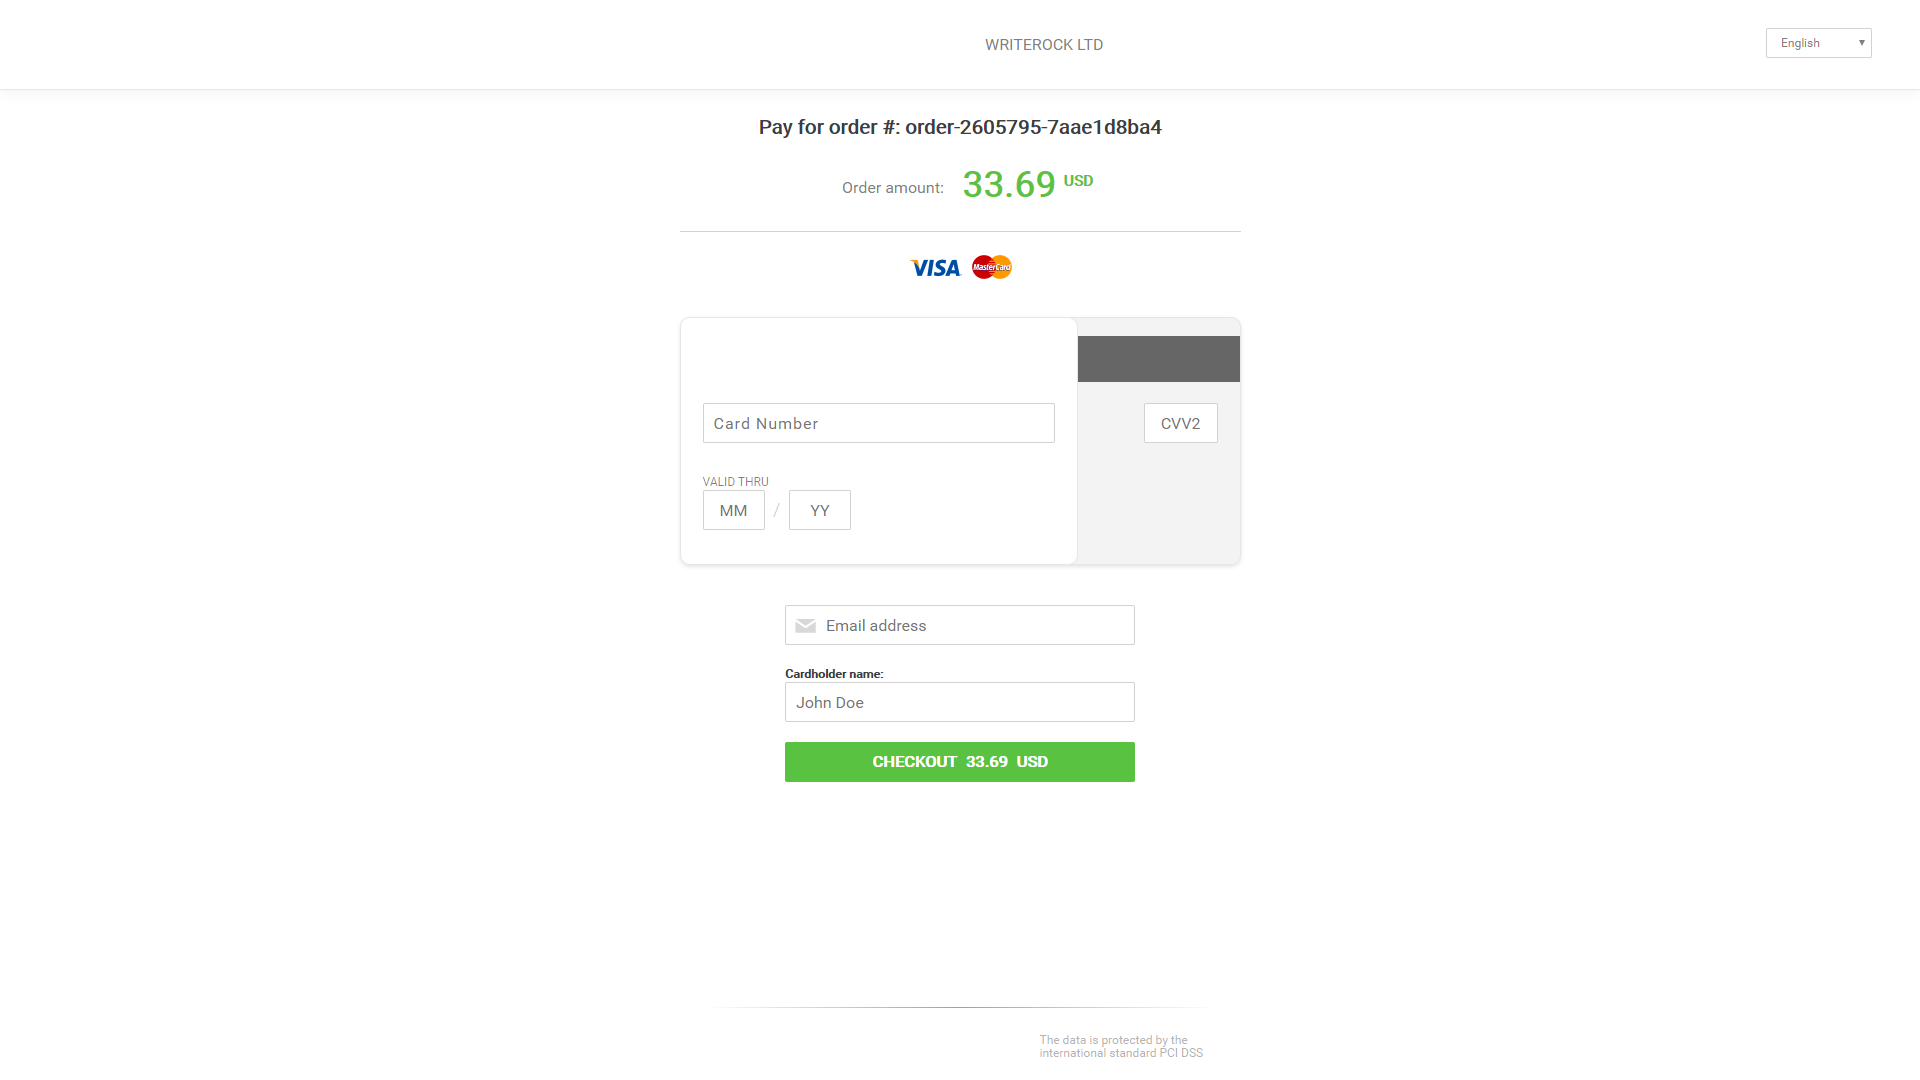 WRITEROCK LTD
English
Pay for order #: order-2605795-7aae1d8ba4
Order amount: 33.69 USD
VISA MasterCard
Card Number
CVV2
VALID THRU
MM / YY
Email address
Cardholder name:
John Doe
CHECKOUT 33.69 USD
The data is protected by the
international standard PCI DSS